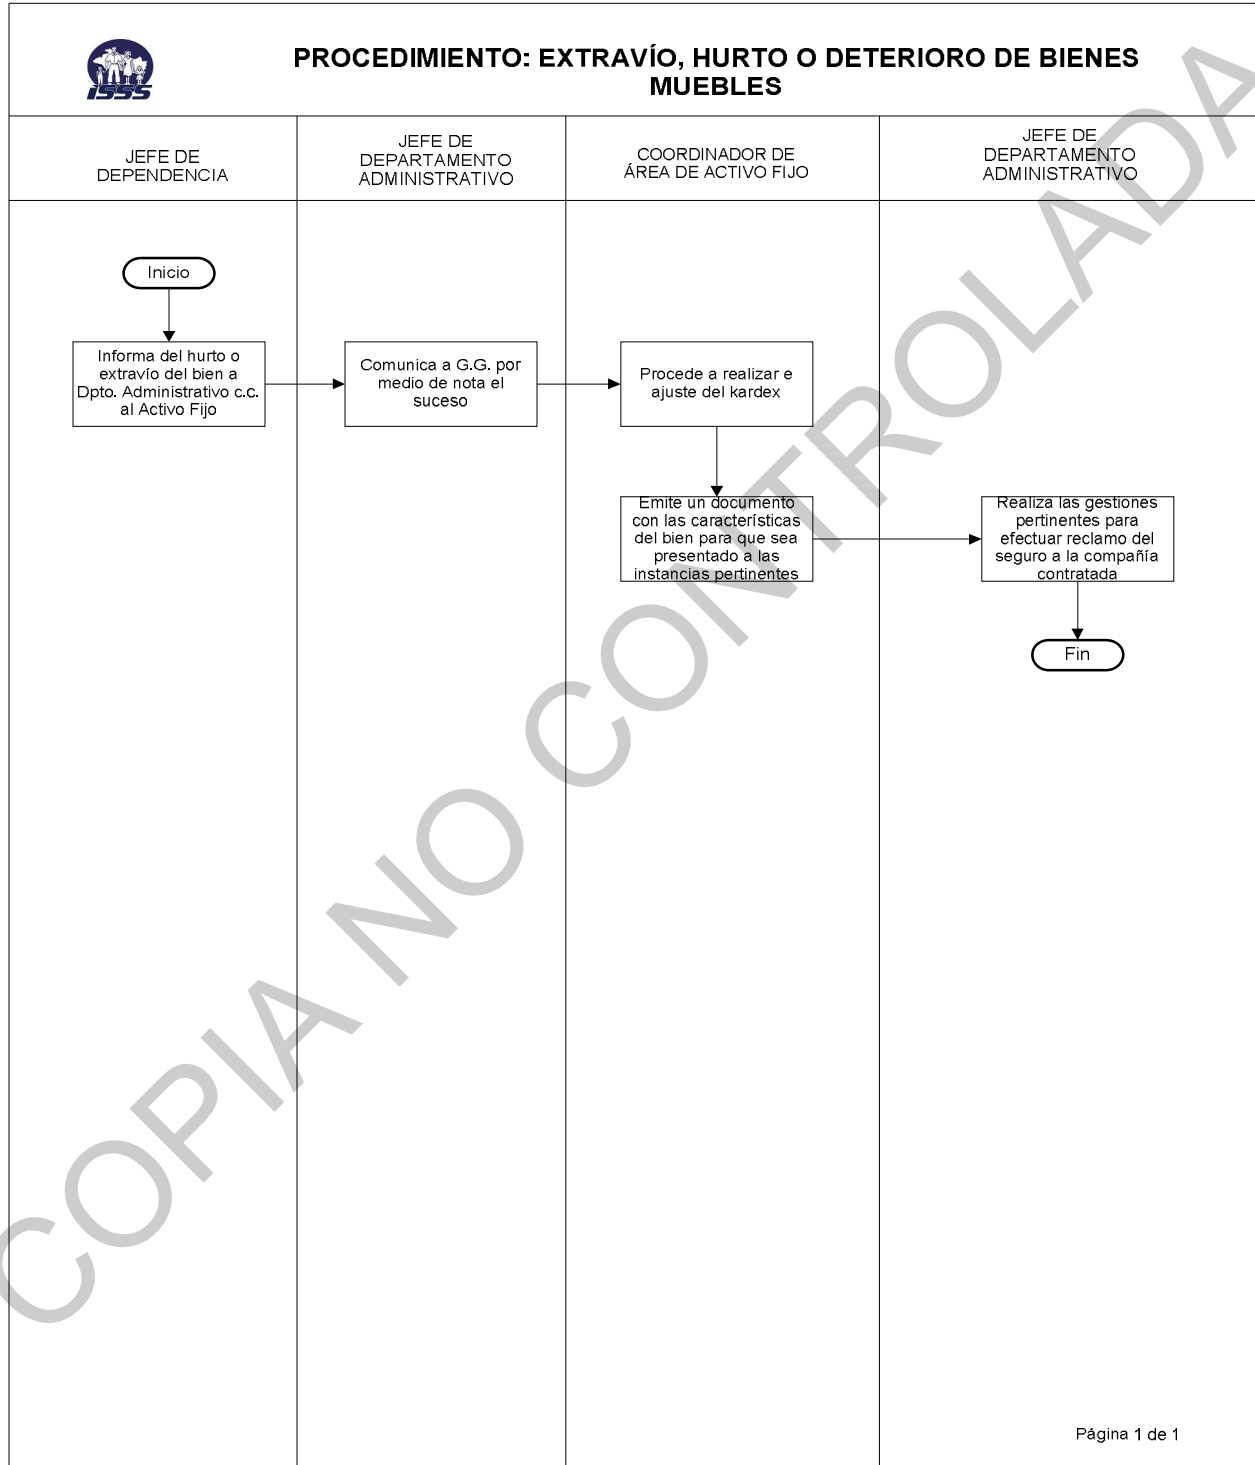 PROCEDIMIENTO: EXTRAVÍO, HURTO O DETERIORO DE BIENES
MUEBLES
ISSS
JEFE DE
DEPENDENCIA
JEFE DE
DEPARTAMENTO
ADMINISTRATIVO
COORDINADOR DE
ÁREA DE ACTIVO FIJO
JEFE DE
DEPARTAMENTO
ADMINISTRATIVO
Inicio
Informa del hurto o
extravío del bien a
Dpto. Administrativo c.c.
al Activo Fijo
Comunica a G.G. por
medio de nota el
suceso
Procede a realizar e
ajuste del kardex
Emite un documento
con las características
del bien para que sea
presentado a las
instancias pertinentes
Realiza las gestiones
pertinentes para
efectuar reclamo del
seguro a la compañía
contratada
Fin
COPIA NO CONTROLADA
Página 1 de 1